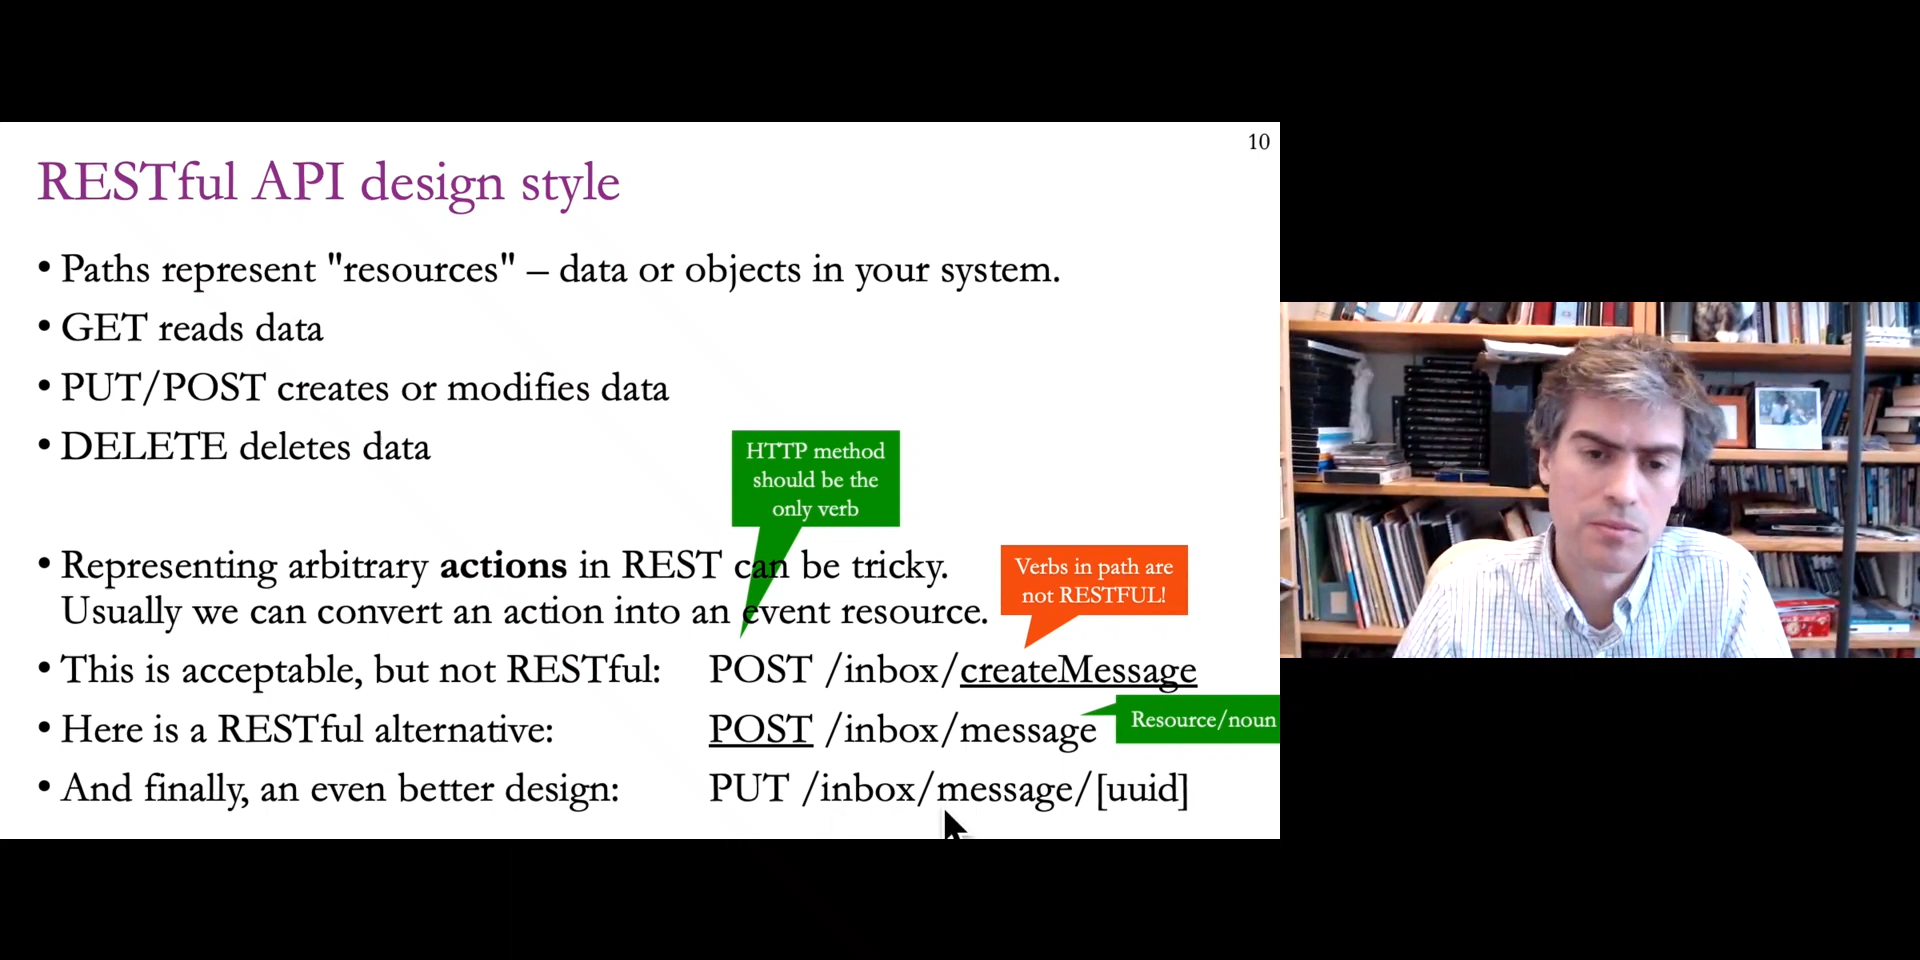 10
RESTful API design style
• Paths represent "resources" – data or objects in your system.
• GET reads data
• PUT/POST creates or modifies data
• DELETE deletes data
HTTP method
should be the
only verb
• Representing arbitrary actions in REST can be tricky.
Usually we can convert an action into an event resource.
Verbs in path are
not RESTFUL!
• This is acceptable, but not RESTful: POST /inbox/createMessage
• Here is a RESTful alternative: POST /inbox/message
Resource/noun
• And finally, an even better design: PUT /inbox/message/[uuid]